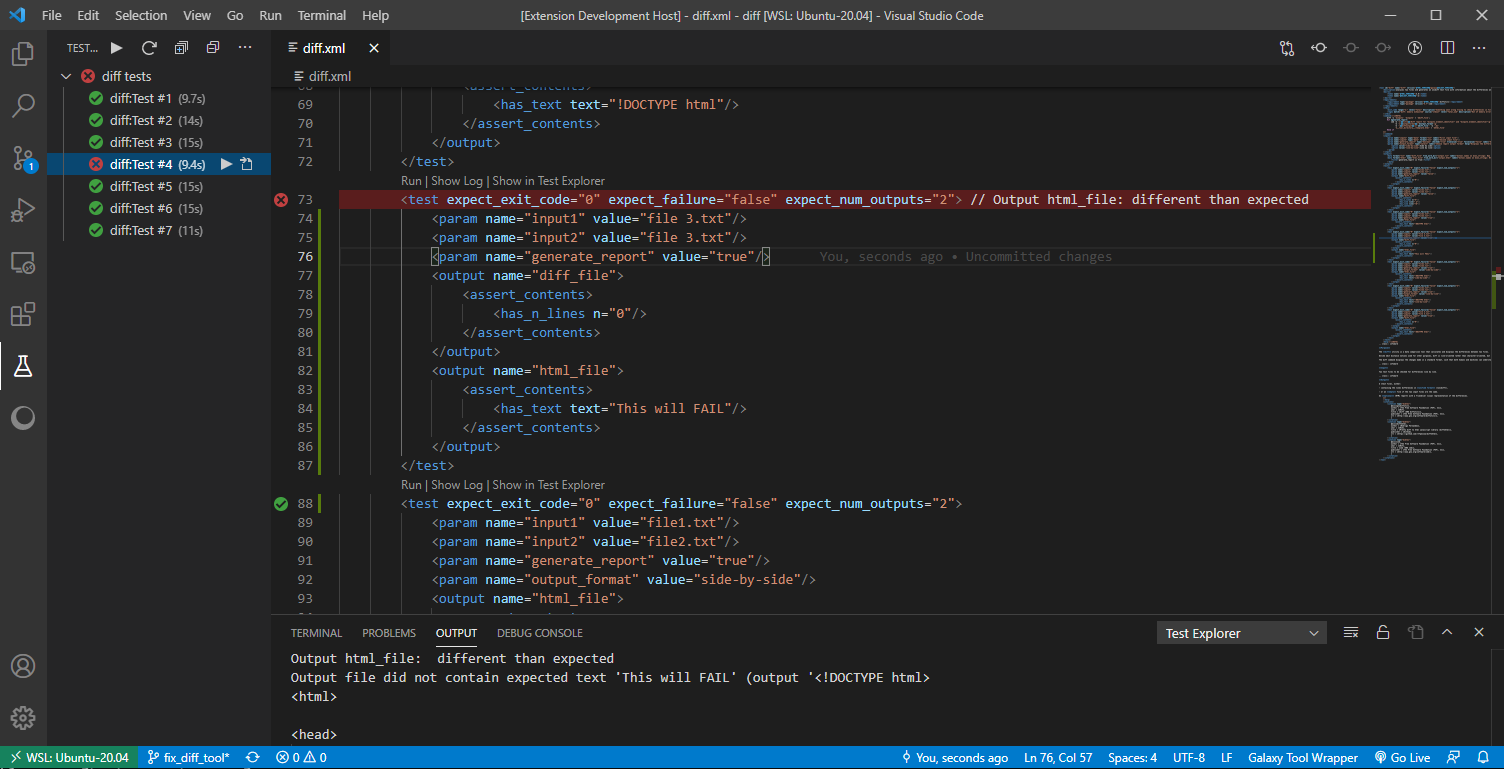 File Edit Selection View Go Run Terminal Help
[Extension Development Host] - diff.xml - diff [WSL: Ubuntu-20.04] - Visual Studio Code
TEST...
diff tests
diff:Test #1 (9.7s)
diff:Test #2 (14s)
diff:Test #3 (15s)
diff:Test #4 (9.4s)
diff:Test #5 (15s)
diff:Test #6 (15s)
diff:Test #7 (11s)
1
diff.xml
diff.xml
68 <assert_contents>
69 <has_text text="!DOCTYPE html"/>
70 </assert_contents>
71 </output>
72 </test>
Run | Show Log | Show in Test Explorer
73 <test expect_exit_code="0" expect_failure="false" expect_num_outputs="2"> // Output html_file: different than expected
74 <param name="input1" value="file 3.txt"/>
75 <param name="input2" value="file 3.txt"/>
76 <param name="generate_report" value="true"/> You, seconds ago • Uncommitted changes
77 <output name="diff_file">
78 <assert_contents>
79 <has_n_lines n="0"/>
80 </assert_contents>
81 </output>
82 <output name="html_file">
83 <assert_contents>
84 <has_text text="This will FAIL"/>
85 </assert_contents>
86 </output>
87 </test>
Run | Show Log | Show in Test Explorer
88 <test expect_exit_code="0" expect_failure="false" expect_num_outputs="2">
89 <param name="input1" value="file1.txt"/>
90 <param name="input2" value="file2.txt"/>
91 <param name="generate_report" value="true"/>
92 <param name="output_format" value="side-by-side"/>
93 <output name="html_file">
TERMINAL PROBLEMS OUTPUT DEBUG CONSOLE
Test Explorer
Output html_file:  different than expected
Output file did not contain expected text 'This will FAIL' (output '<!DOCTYPE html>
<html>
<head>
WSL: Ubuntu-20.04 fix_diff_tool* 0 0 You, seconds ago Ln 76, Col 57 Spaces: 4 UTF-8 LF Galaxy Tool Wrapper Go Live